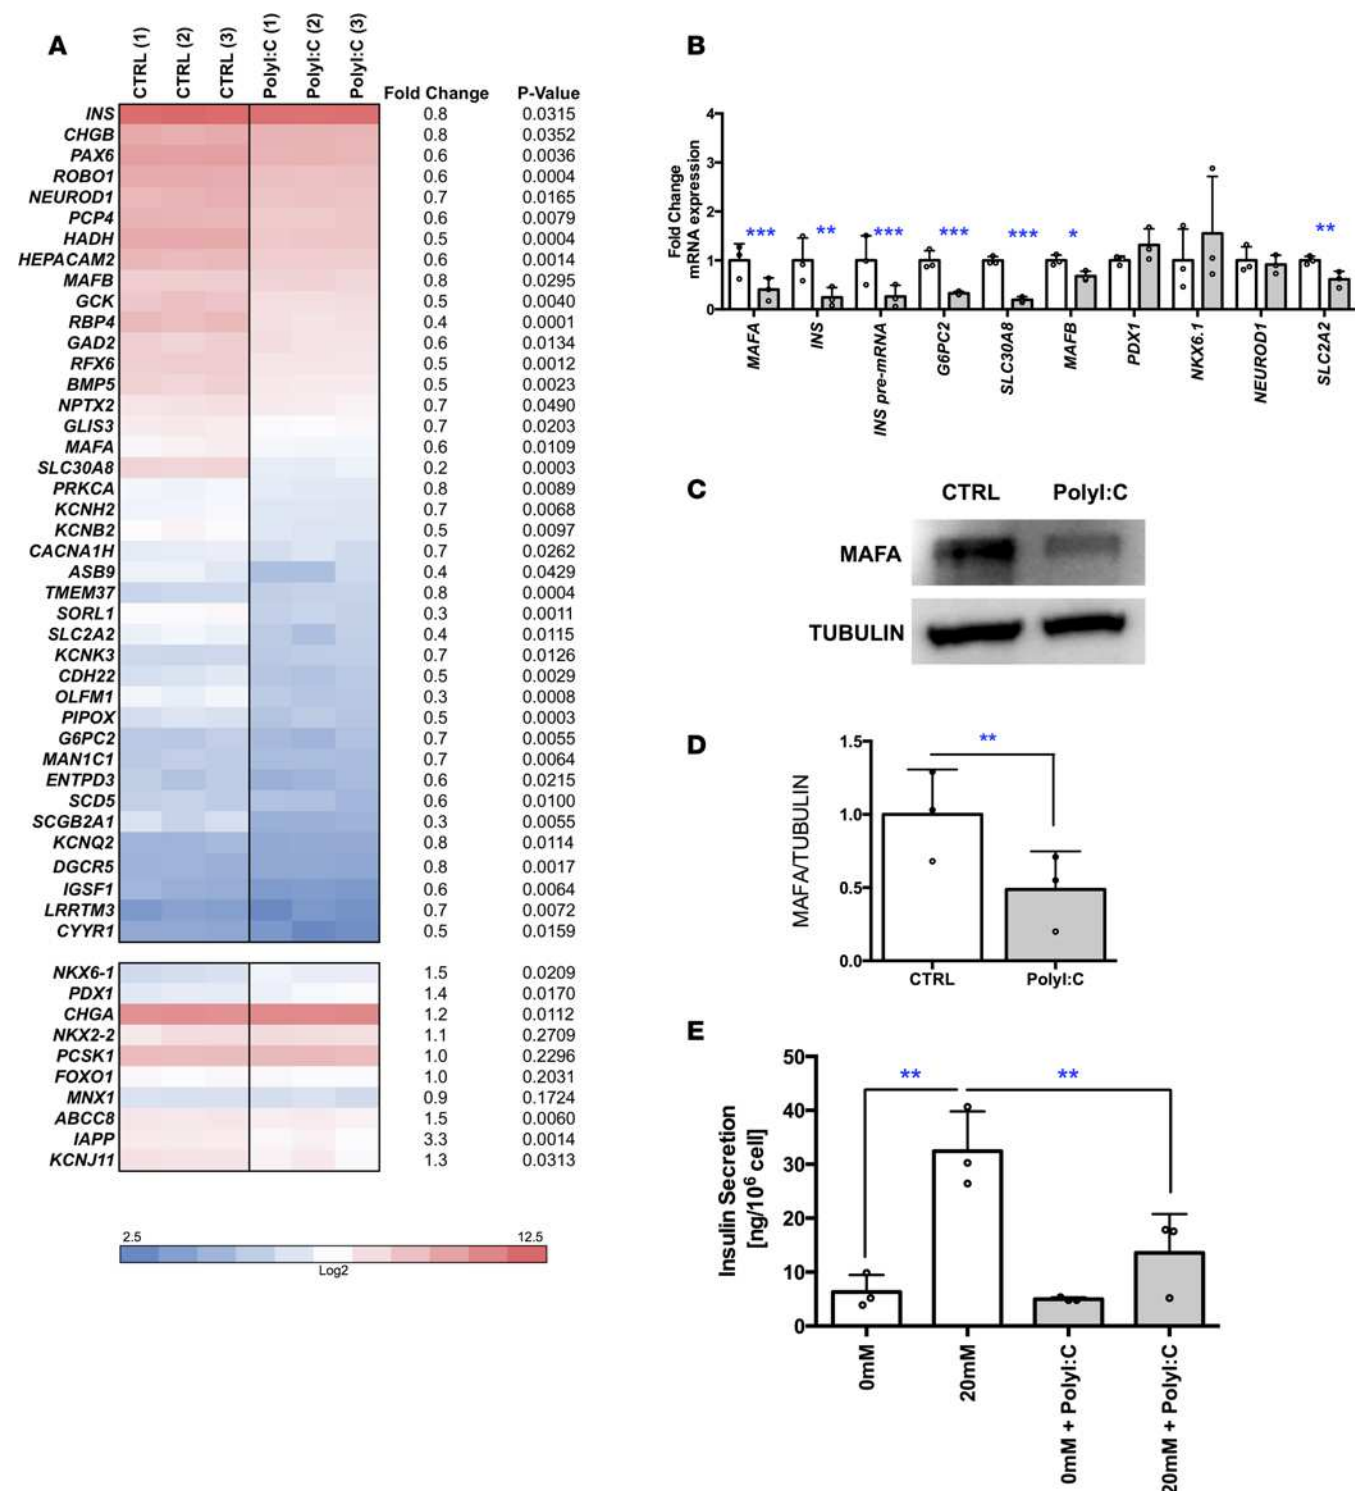 A
CTRL (1) CTRL (2) CTRL (3) PolyI:C (1) PolyI:C (2) PolyI:C (3)
Fold Change P-Value
INS 0.8 0.0315
CHGB 0.8 0.0352
PAX6 0.6 0.0036
ROBO1 0.6 0.0004
NEUROD1 0.7 0.0165
PCP4 0.6 0.0079
HADH 0.5 0.0004
HEPACAM2 0.6 0.0014
MAFB 0.8 0.0295
GCK 0.5 0.0040
RBP4 0.4 0.0001
GAD2 0.6 0.0134
RFX6 0.5 0.0012
BMP5 0.5 0.0023
NPTX2 0.7 0.0490
GLIS3 0.7 0.0203
MAFA 0.6 0.0109
SLC30A8 0.2 0.0003
PRKCA 0.8 0.0089
KCNH2 0.7 0.0068
KCNB2 0.5 0.0097
CACNA1H 0.7 0.0262
ASB9 0.4 0.0429
TMEM37 0.8 0.0004
SORL1 0.3 0.0011
SLC2A2 0.4 0.0115
KCNK3 0.7 0.0126
CDH22 0.5 0.0029
OLFM1 0.3 0.0008
PIPOX 0.5 0.0003
G6PC2 0.7 0.0055
MAN1C1 0.7 0.0064
ENTPD3 0.6 0.0215
SCD5 0.6 0.0100
SCGB2A1 0.3 0.0055
KCNQ2 0.8 0.0114
DGCR5 0.8 0.0017
IGSF1 0.6 0.0064
LRRTM3 0.7 0.0072
CYYR1 0.5 0.0159
NKX6-1 1.5 0.0209
PDX1 1.4 0.0170
CHGA 1.2 0.0112
NKX2-2 1.1 0.2709
PCSK1 1.0 0.2296
FOXO1 1.0 0.2031
MNX1 0.9 0.1724
ABCC8 1.5 0.0060
IAPP 3.3 0.0014
KCNJ11 1.3 0.0313
2.5 12.5
Log2
B
Fold Change
mRNA expression
4
3
2
1
0
*** ** *** *** *** * **
MAFA INS INS pre-mRNA G6PC2 SLC30A8 MAFB PDX1 NKX6.1 NEUROD1 SLC2A2
C
CTRL PolyI:C
MAFA
TUBULIN
D
MAFA/TUBULIN
1.5
1.0
0.5
0.0
**
CTRL PolyI:C
E
Insulin Secretion
[ng/10⁶ cell]
50
40
30
20
10
0
** **
0mM 20mM 0mM + PolyI:C 20mM + PolyI:C